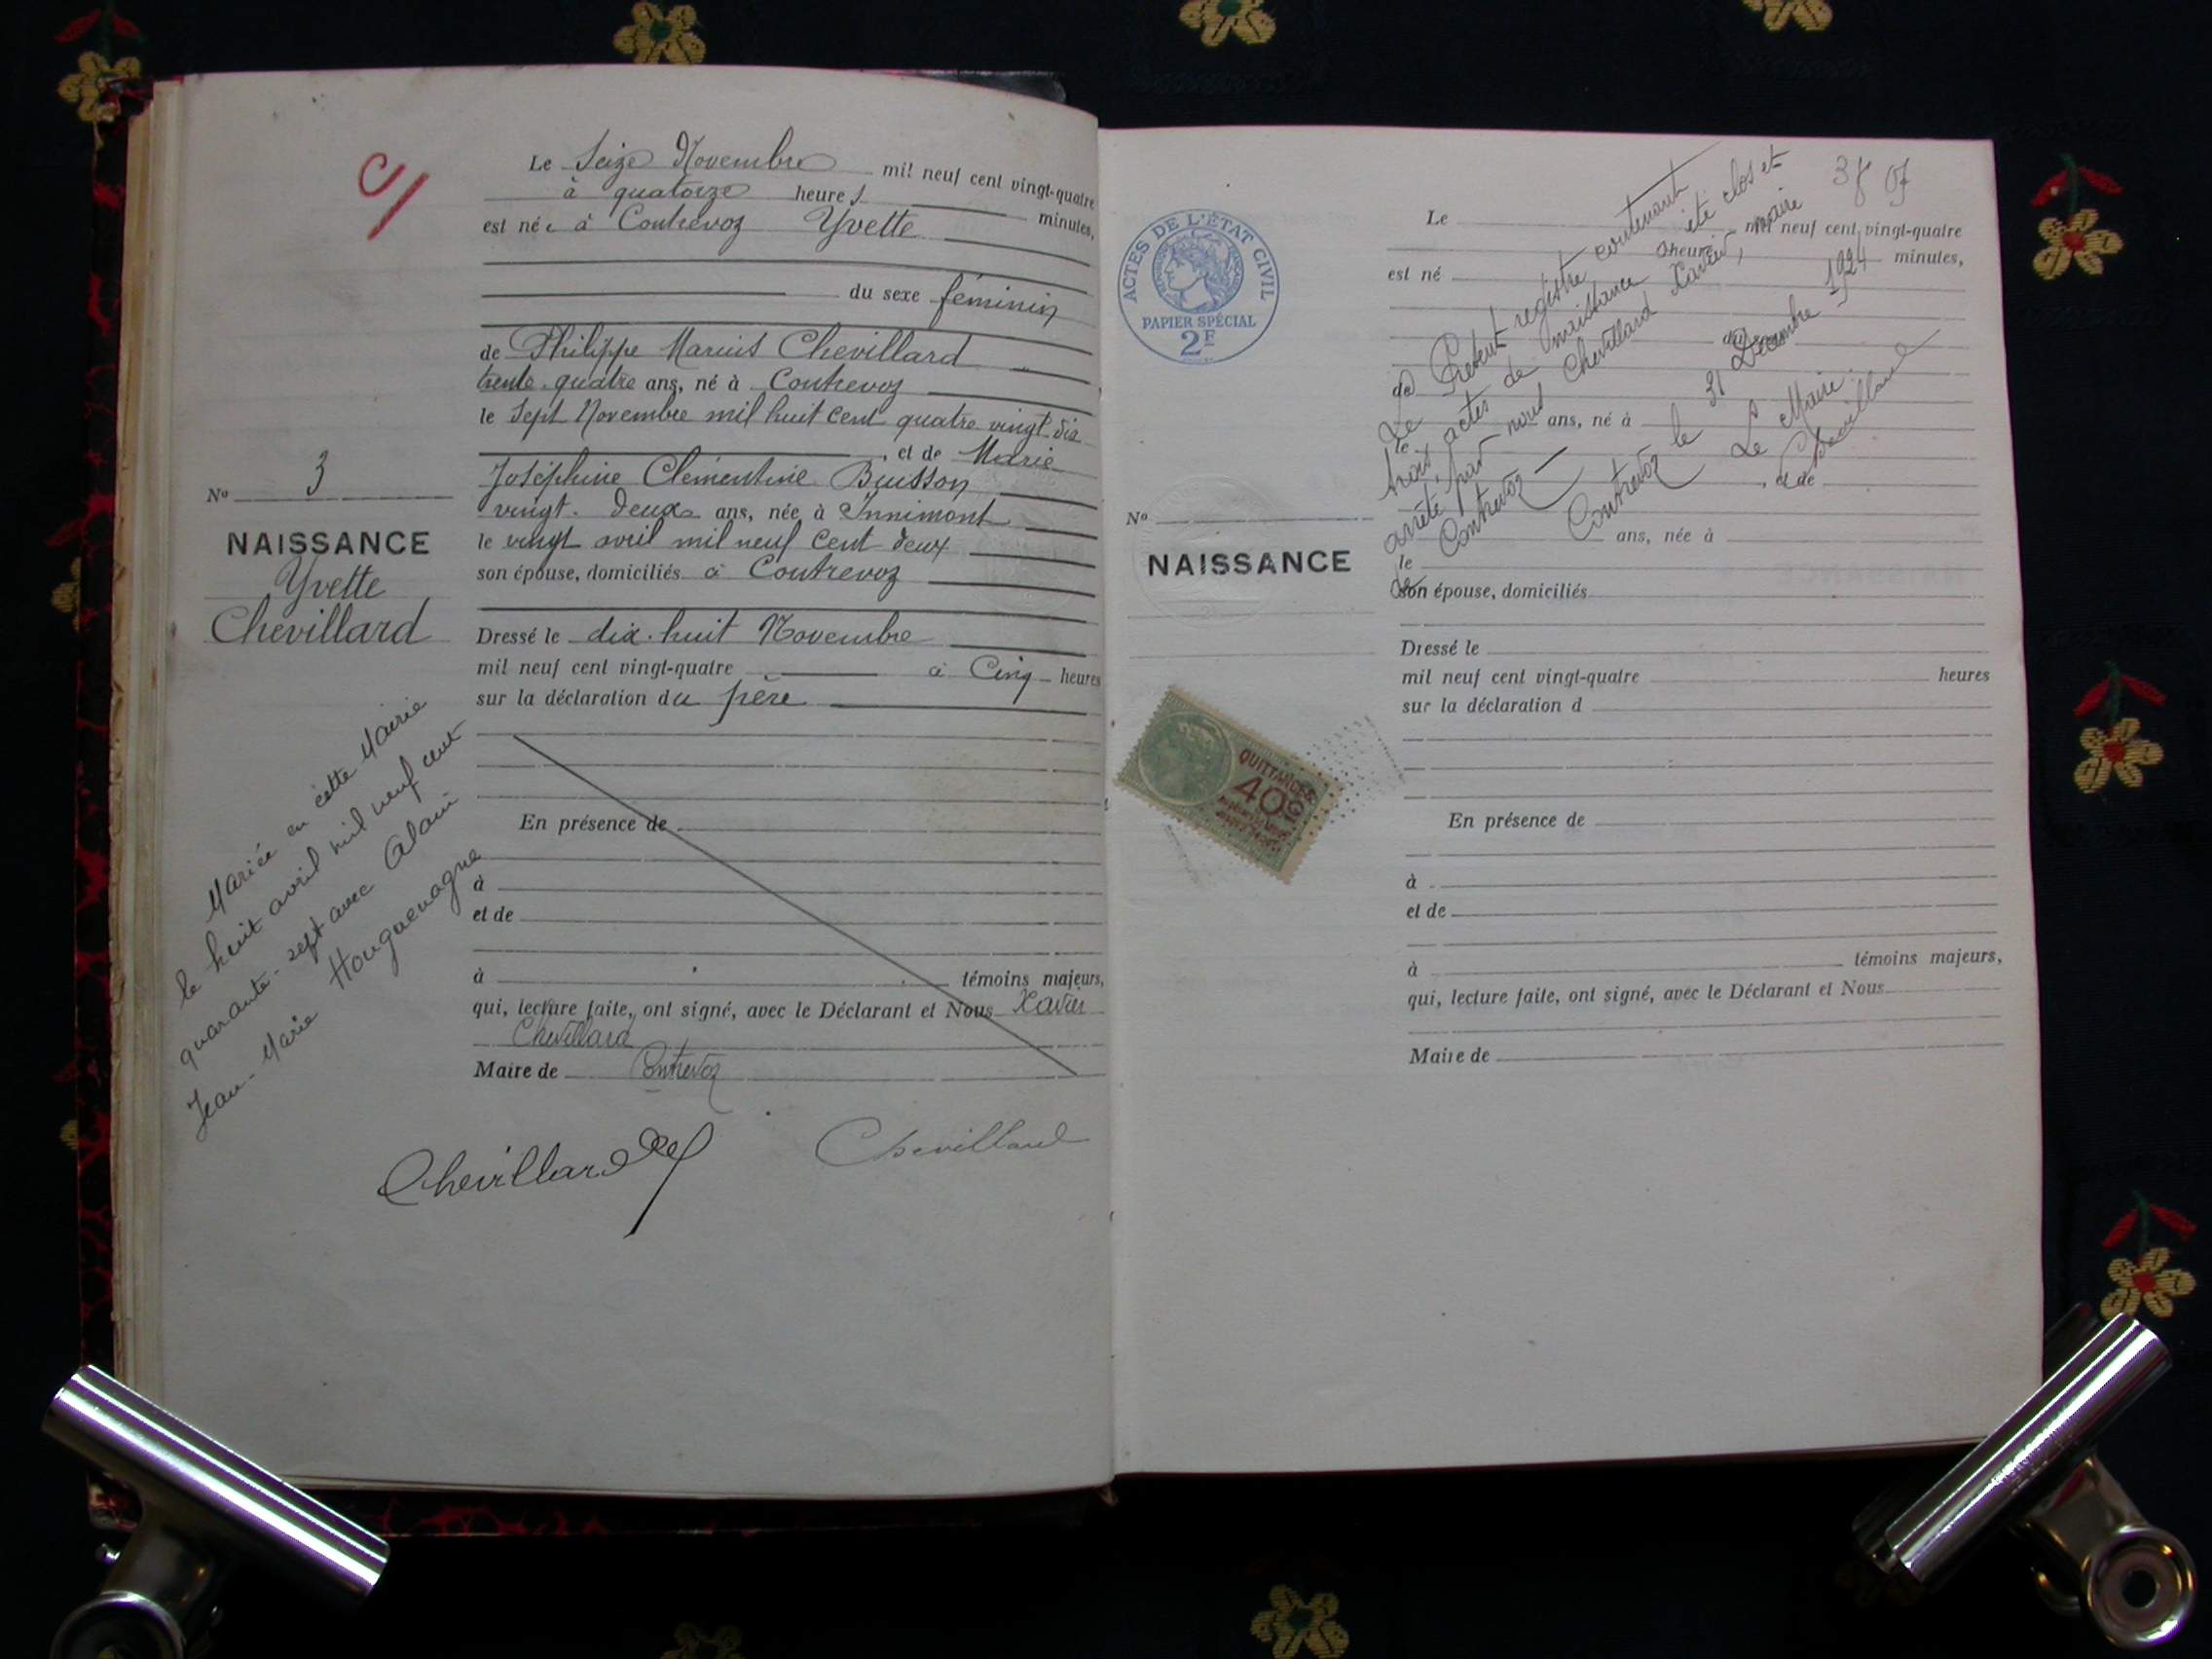 C/
Le Seize Novembre mil neuf cent vingt-quatre
à quatorze heures minutes,
est née à Contrevoz Yvette
du sexe féminin
de Philippe Marius Chevillard
trente-quatre ans, né à Contrevoz
le Sept Novembre mil huit cent quatre vingt dix
, et de Marie
Joséphine Clémentine Buisson
vingt-deux ans, née à Innimont
le vingt avril mil neuf cent deux
son épouse, domiciliés à Contrevoz
Dressé le dix-huit Novembre
mil neuf cent vingt-quatre à Cinq heures
sur la déclaration du père
En présence de
à
et de
à témoins majeurs,
qui, lecture faite, ont signé, avec le Déclarant et Nous Xavier
Chevillard
Maire de Contrevoz
Chevillard Chevillard
No 3
NAISSANCE
Yvette
Chevillard
Mariée en cette Mairie
le huit avril mil neuf cent
quarante-sept avec Alain
Jean-Marie Houguenague
38
ACTES DE L'ÉTAT CIVIL
PAPIER SPÉCIAL
2F
No
NAISSANCE
QUITTANCES
40c
Le mil neuf cent vingt-quatre
heures minutes,
est né
de
le
ans, né à
, et de
ans, née à
le
son épouse, domiciliés
Dressé le
mil neuf cent vingt-quatre heures
sur la déclaration d
En présence de
à
et de
à témoins majeurs,
qui, lecture faite, ont signé, avec le Déclarant et Nous
Maire de
Le Présent registre contenant
trois actes de naissance a été clos et
arrêté par nous Chevillard Xavier, maire
de Contrevoz
Contrevoz le 31 Décembre 1924
Le Maire
Chevillard